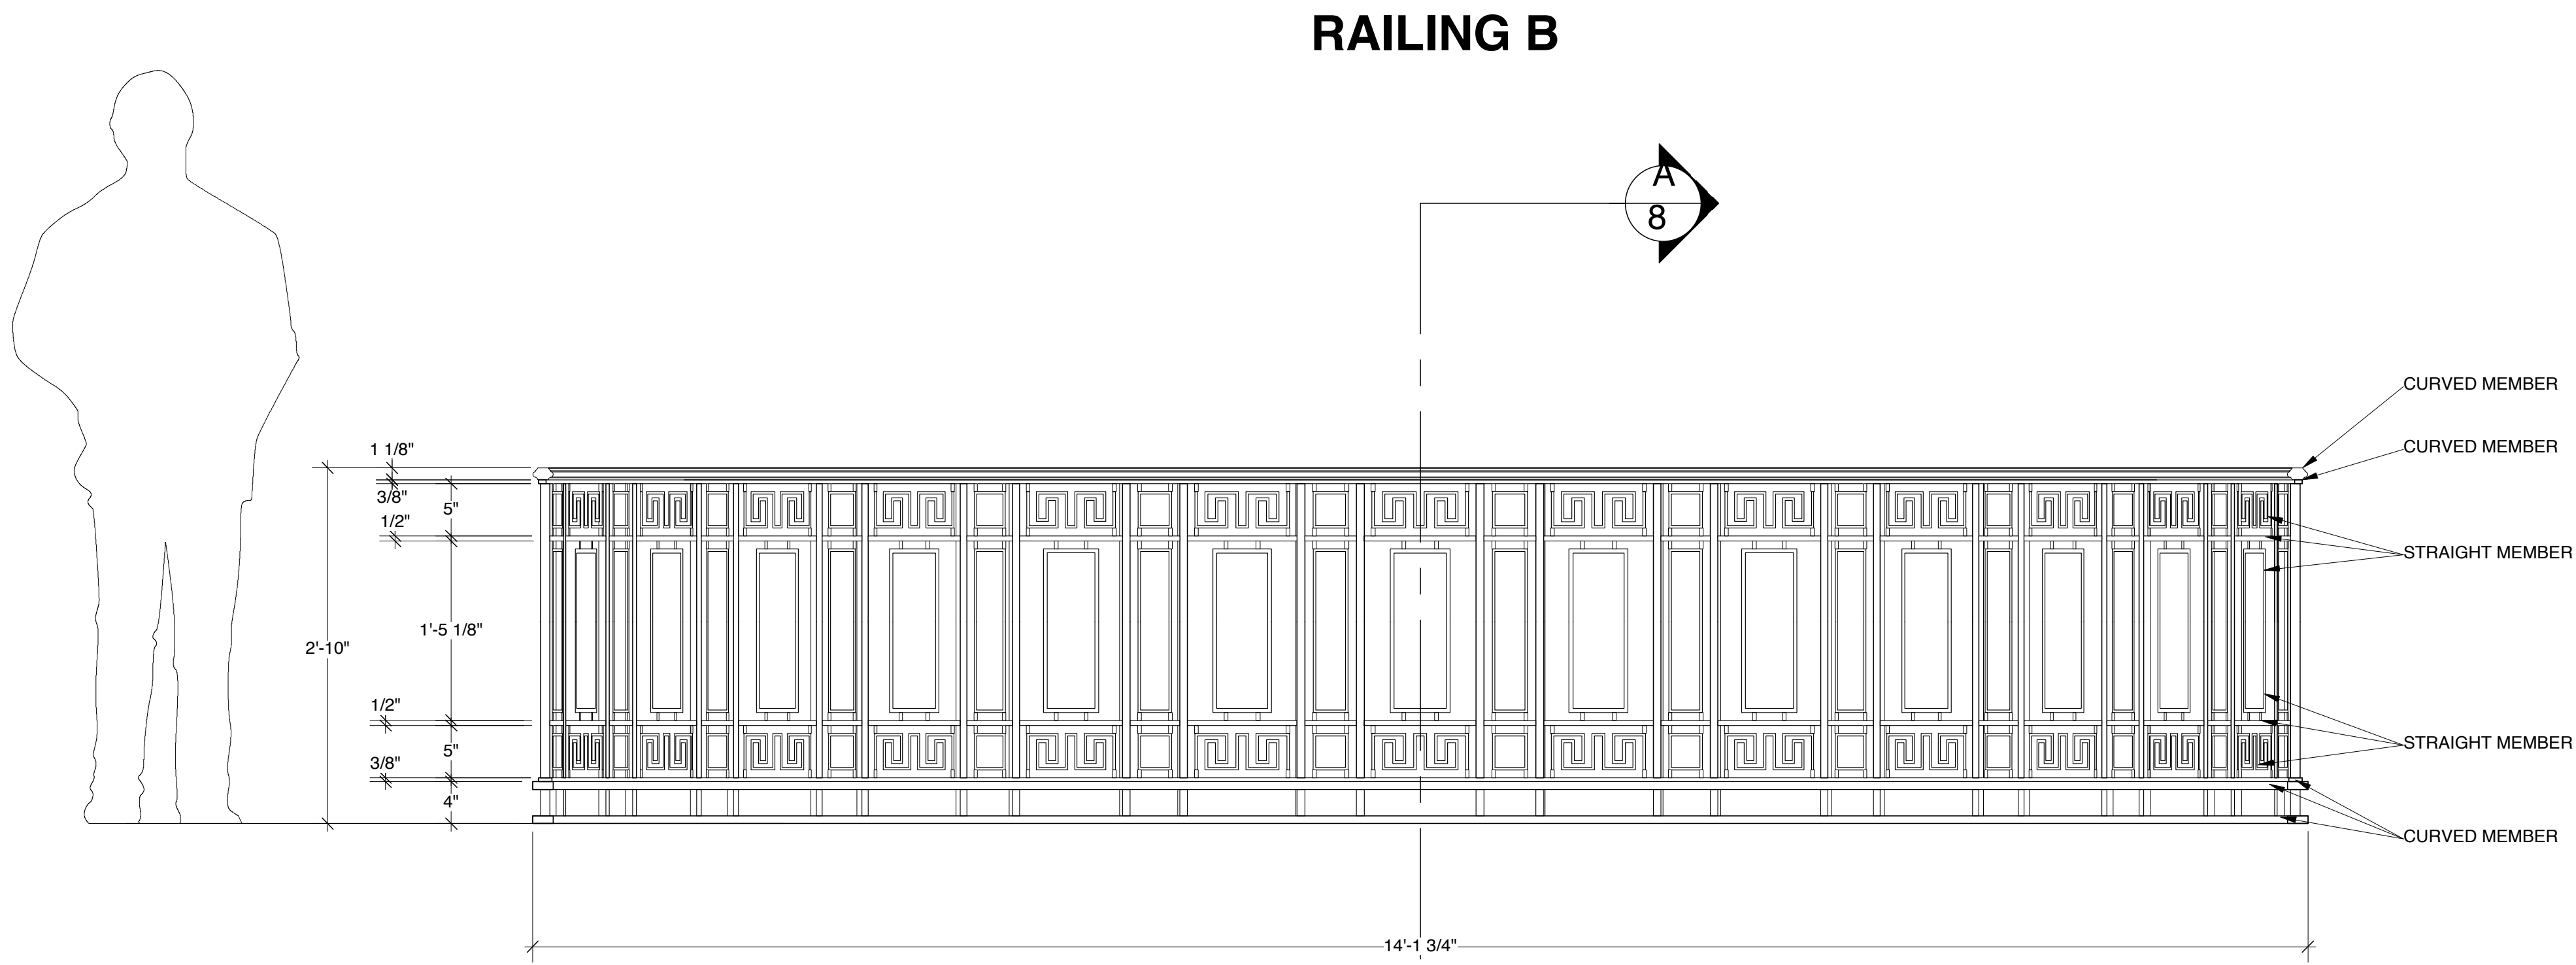 RAILING B
A
8
CURVED MEMBER
CURVED MEMBER
1 1/8"
3/8"
5"
1/2"
STRAIGHT MEMBER
1'-5 1/8"
2'-10"
1/2"
STRAIGHT MEMBER
5"
3/8"
4"
CURVED MEMBER
14'-1 3/4"